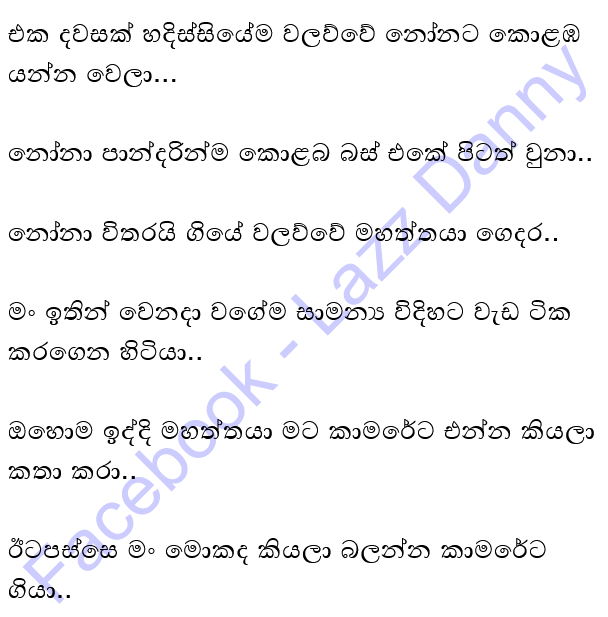 එක දවසක් හදිස්සියේම වලව්වේ නෝනට කොළඹ
යන්න වෙලා...
නෝනා පාන්දරින්ම කොළබ බස් එකේ පිටත් වුනා..
නෝනා විතරයි ගියේ වලව්වේ මහත්තයා ගෙදර..
මං ඉතින් වෙනදා වගේම සාමන්‍ය විදිහට වැඩ ටික
කරගෙන හිටියා..
ඔහොම ඉද්දි මහත්තයා මට කාමරේට එන්න කියලා
කතා කරා..
ඊටපස්සෙ මං මොකද කියලා බලන්න කාමරේට
ගියා..
Facebook - Lazz Danny